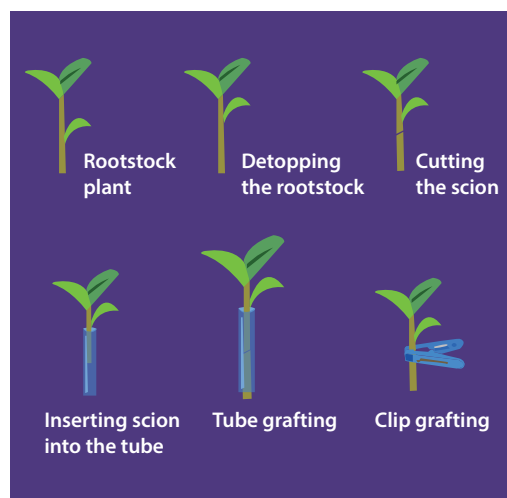 Rootstock
plant
Detopping
the rootstock
Cutting
the scion
Inserting scion
into the tube
Tube grafting
Clip grafting